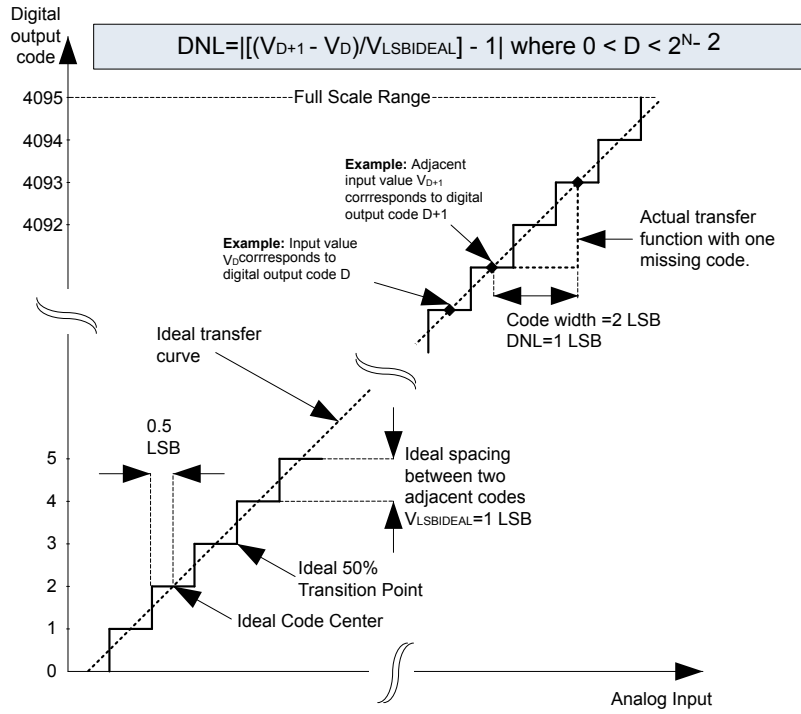 Digital
output
code
DNL=|[(VD+1 - VD)/VLSBIDEAL] - 1| where 0 < D < 2^N - 2
4095
Full Scale Range
4094
4093
4092
Example: Adjacent
input value VD+1
corrresponds to digital
output code D+1
Example: Input value
VDcorrresponds to
digital output code D
Actual transfer
function with one
missing code.
Code width =2 LSB
DNL=1 LSB
Ideal transfer
curve
0.5
LSB
5
4
3
2
1
0
Ideal spacing
between two
adjacent codes
VLSBIDEAL=1 LSB
Ideal 50%
Transition Point
Ideal Code Center
Analog Input